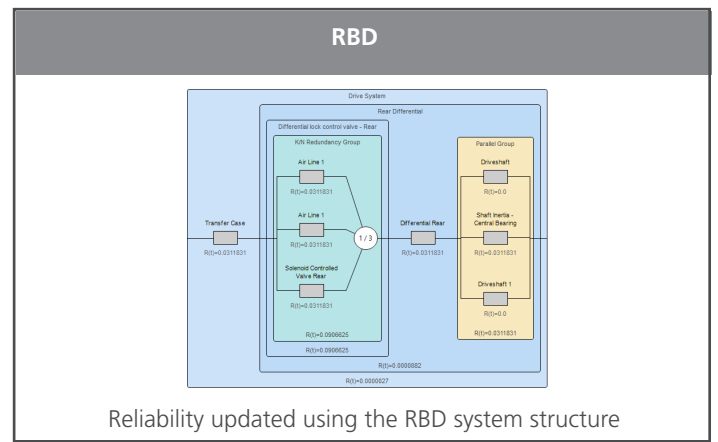 RBD
Drive System
Rear Differential
Differential lock control valve - Rear
K/N Redundancy Group
Parallel Group
Air Line 1
R(t)=0.0311831
Driveshaft
R(t)=0.0
Transfer Case
R(t)=0.0311831
Air Line 1
R(t)=0.0311831
1 / 3
Differential Rear
R(t)=0.0311831
Shaft Inertia -
Central Bearing
R(t)=0.0311831
Solenoid Controlled
Valve Rear
R(t)=0.0311831
Driveshaft 1
R(t)=0.0
R(t)=0.0906625
R(t)=0.0311831
R(t)=0.0906625
R(t)=0.0000882
R(t)=0.0000027
Reliability updated using the RBD system structure